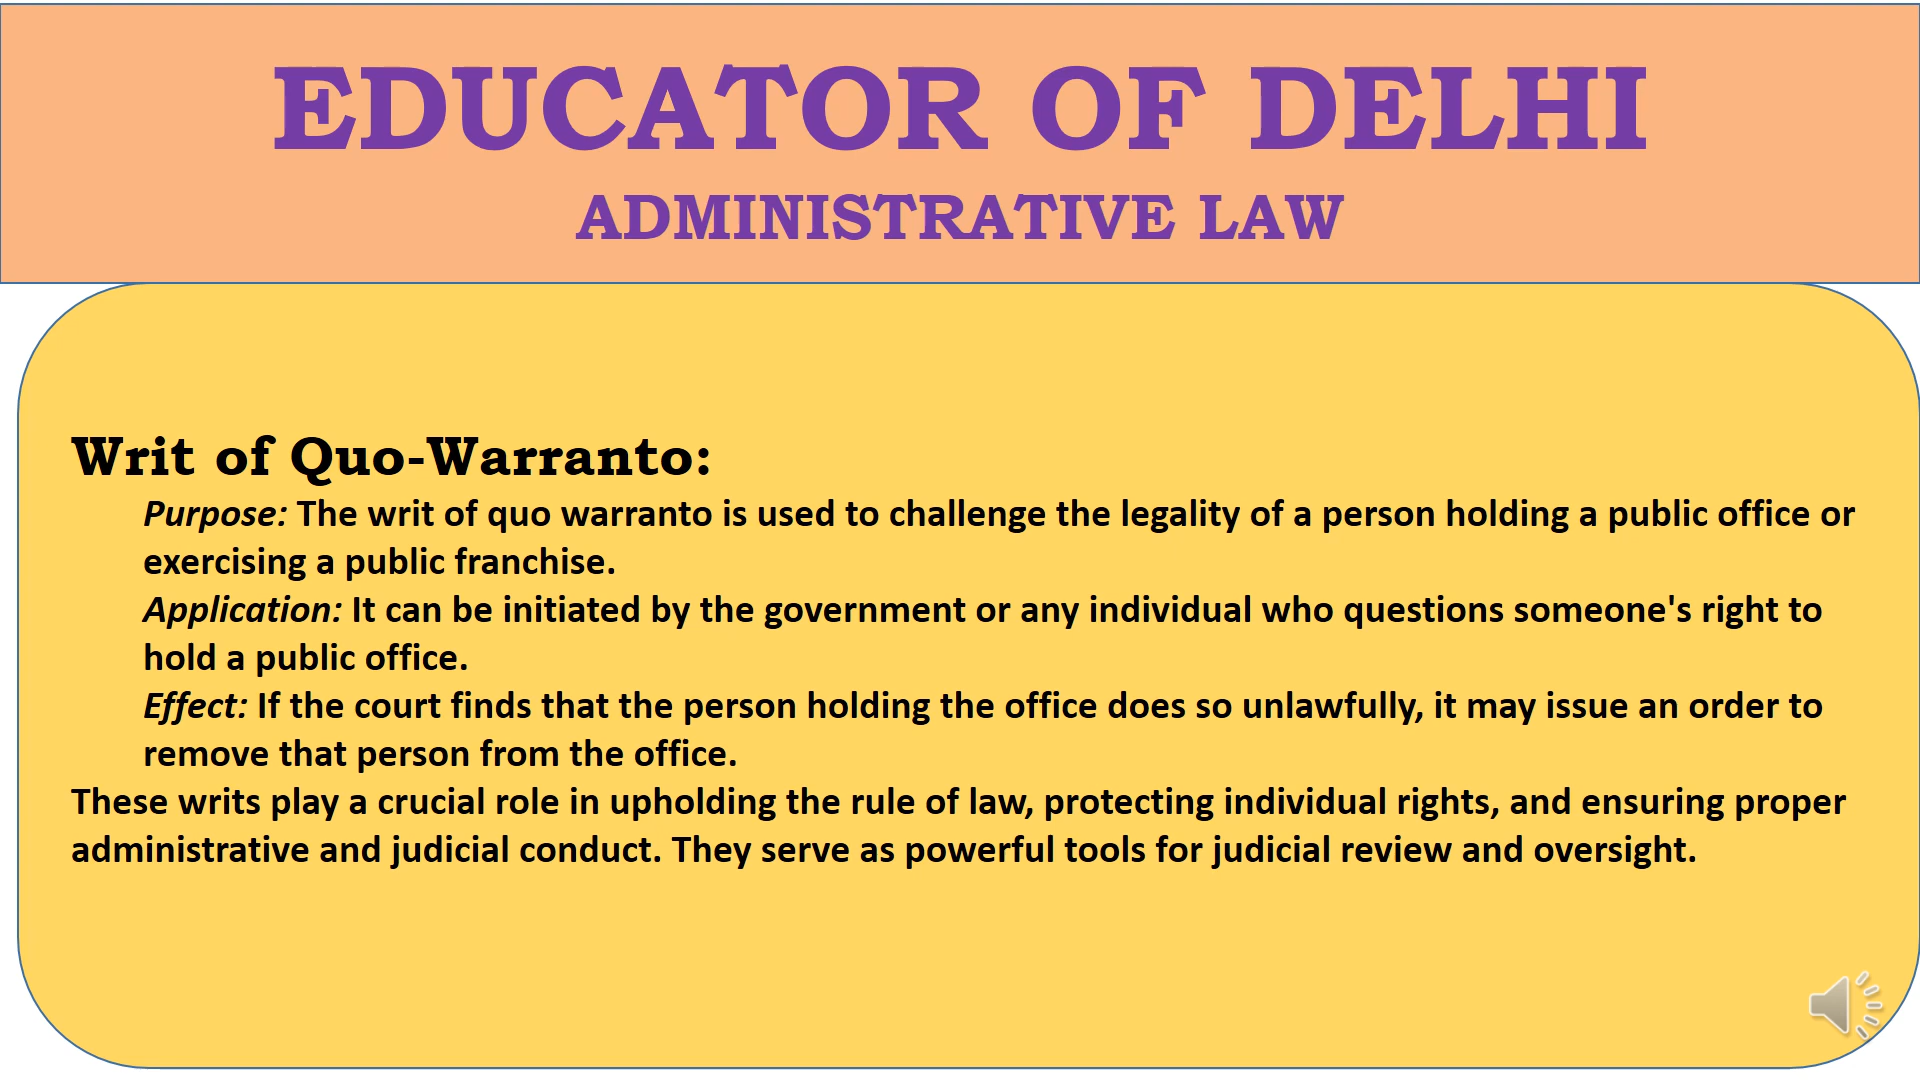 EDUCATOR OF DELHI
ADMINISTRATIVE LAW
Writ of Quo-Warranto:
Purpose: The writ of quo warranto is used to challenge the legality of a person holding a public office or
exercising a public franchise.
Application: It can be initiated by the government or any individual who questions someone's right to
hold a public office.
Effect: If the court finds that the person holding the office does so unlawfully, it may issue an order to
remove that person from the office.
These writs play a crucial role in upholding the rule of law, protecting individual rights, and ensuring proper
administrative and judicial conduct. They serve as powerful tools for judicial review and oversight.